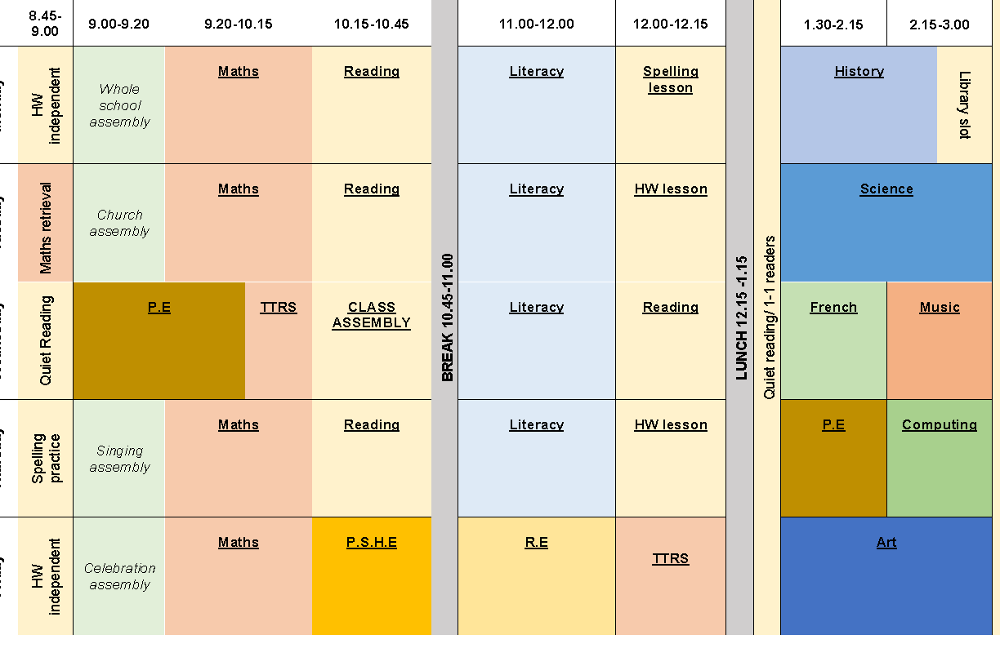 8.45-
9.00
9.00-9.20
9.20-10.15
10.15-10.45
11.00-12.00
12.00-12.15
1.30-2.15
2.15-3.00
HW
independent
Whole
school
assembly
Maths
Reading
Literacy
Spelling
lesson
History
Library slot
Maths retrieval
Church
assembly
Maths
Reading
Literacy
HW lesson
Science
BREAK 10.45-11.00
LUNCH 12.15 -1.15
Quiet reading/ 1-1 readers
Quiet Reading
P.E
TTRS
CLASS
ASSEMBLY
Literacy
Reading
French
Music
Spelling
practice
Singing
assembly
Maths
Reading
Literacy
HW lesson
P.E
Computing
HW
independent
Celebration
assembly
Maths
P.S.H.E
R.E
TTRS
Art